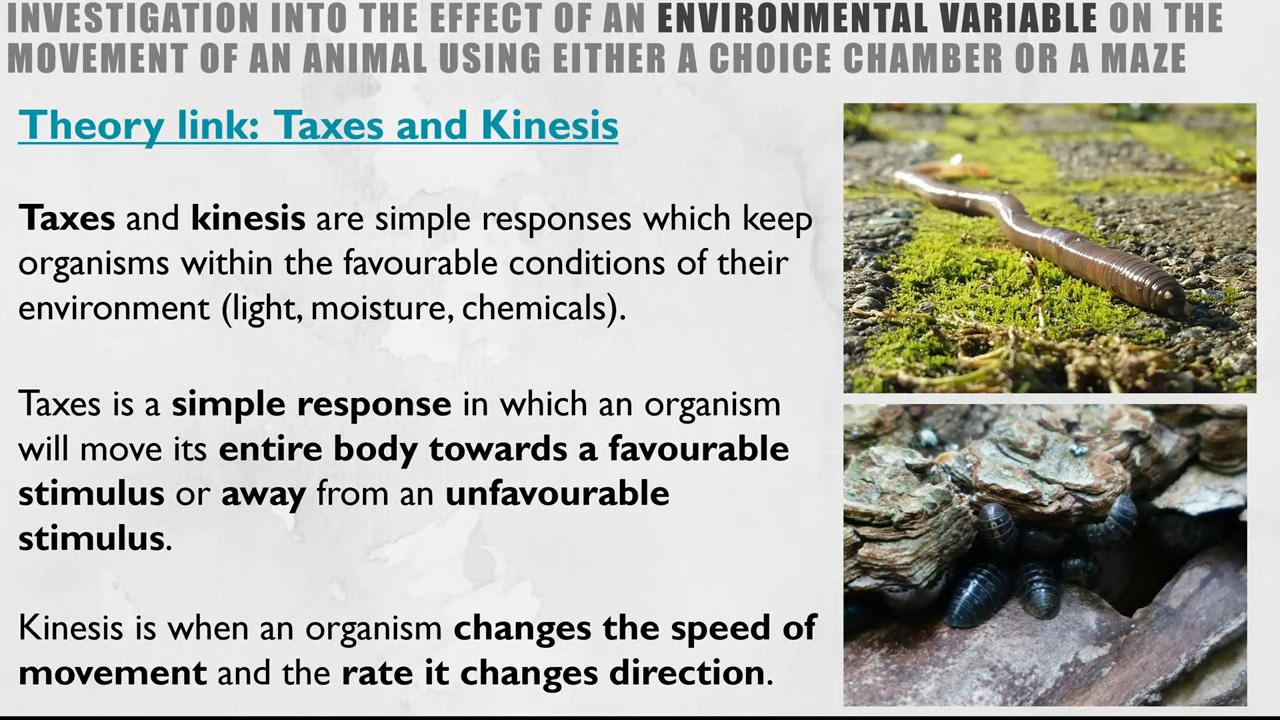 INVESTIGATION INTO THE EFFECT OF AN ENVIRONMENTAL VARIABLE ON THE
MOVEMENT OF AN ANIMAL USING EITHER A CHOICE CHAMBER OR A MAZE
Theory link: Taxes and Kinesis
Taxes and kinesis are simple responses which keep
organisms within the favourable conditions of their
environment (light, moisture, chemicals).
Taxes is a simple response in which an organism
will move its entire body towards a favourable
stimulus or away from an unfavourable
stimulus.
Kinesis is when an organism changes the speed of
movement and the rate it changes direction.